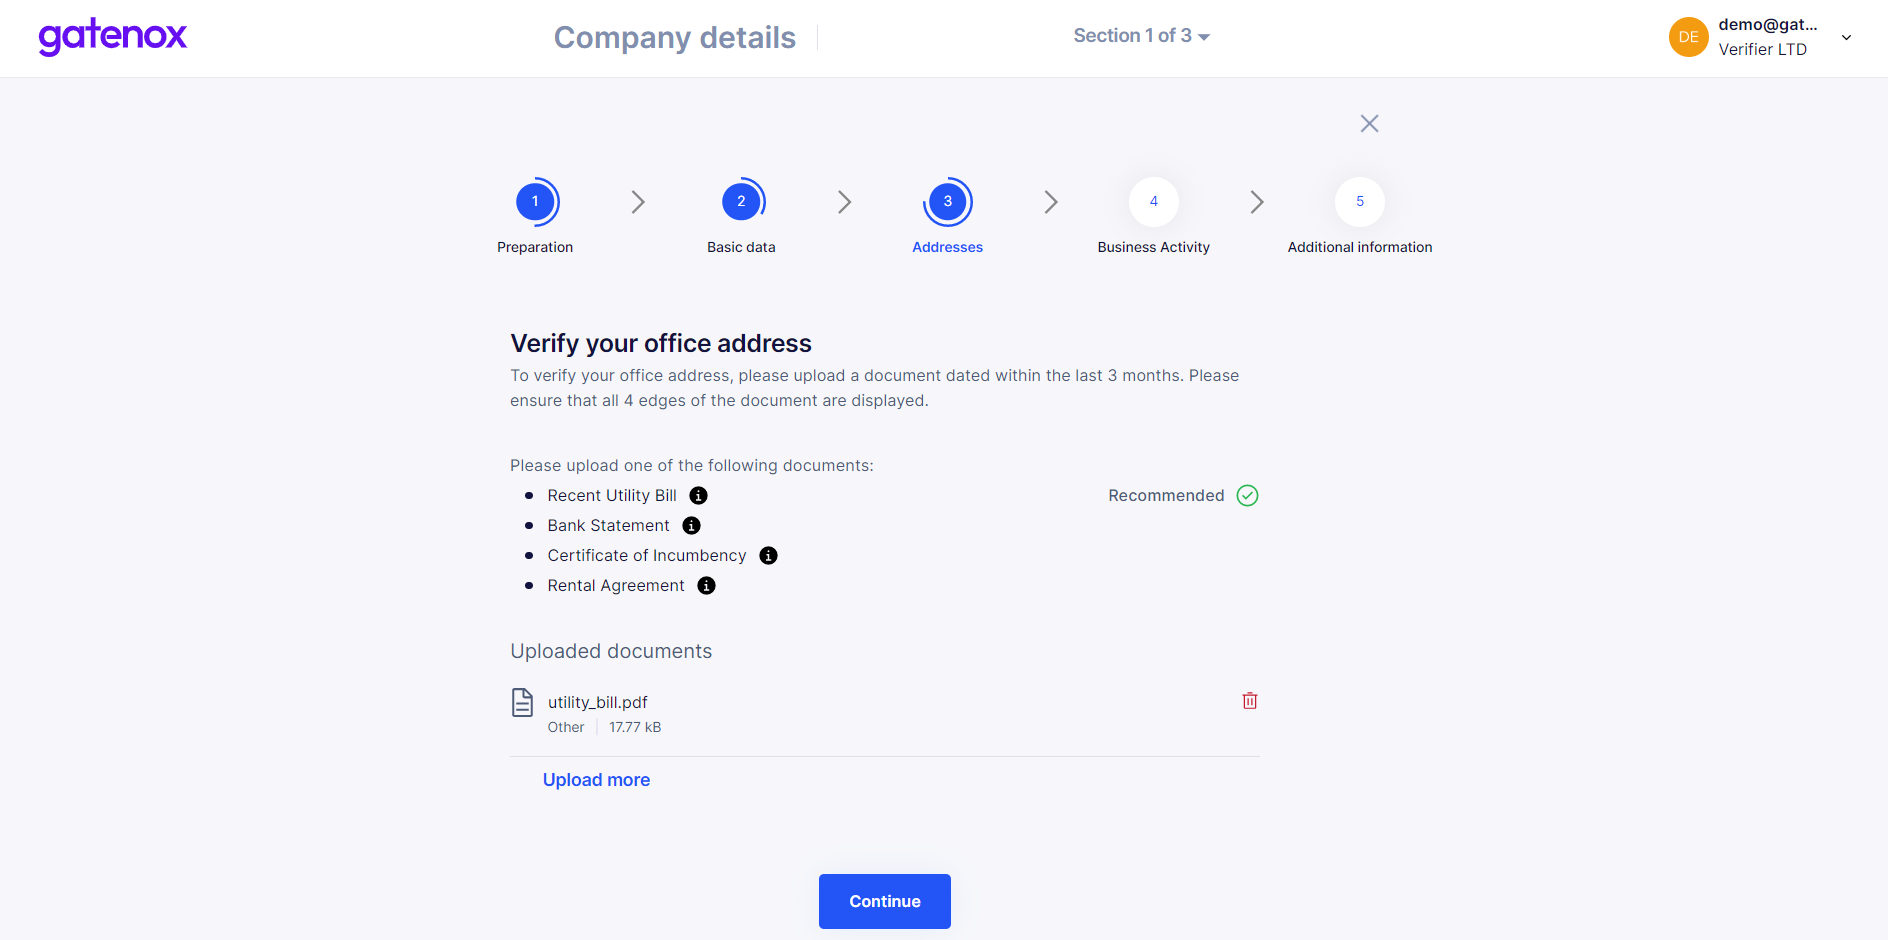 gatenox
Company details
Section 1 of 3
DE
demo@gat...
Verifier LTD
1
2
3
4
5
Preparation
Basic data
Addresses
Business Activity
Additional information
Verify your office address
To verify your office address, please upload a document dated within the last 3 months. Please
ensure that all 4 edges of the document are displayed.
Please upload one of the following documents:
Recent Utility Bill
Recommended
Bank Statement
Certificate of Incumbency
Rental Agreement
Uploaded documents
utility_bill.pdf
Other
17.77 kB
Upload more
Continue